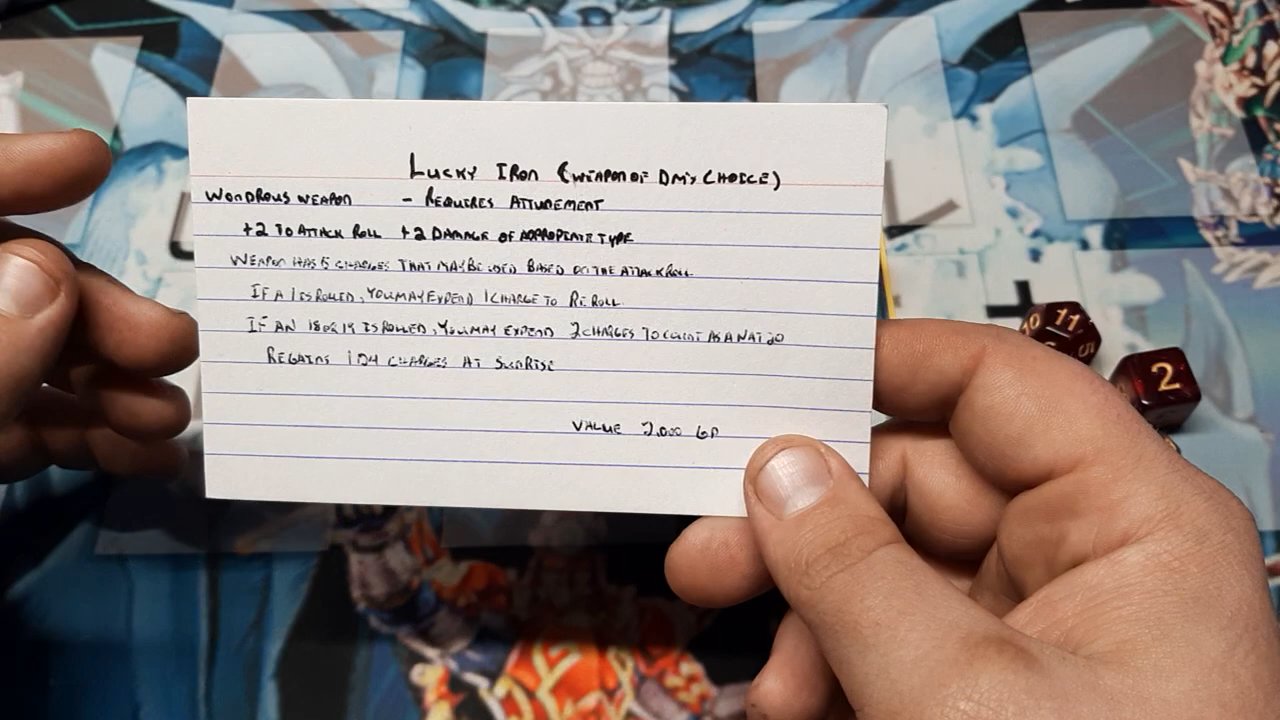 LUCKY IRON (WEAPON OF DM'S CHOICE)
WONDROUS WEAPON - REQUIRES ATTUNEMENT
+2 TO ATTACK ROLL +2 DAMAGE OF APPROPRIATE TYPE
WEAPON HAS 5 CHARGES THAT MAY BE USED BASED ON THE ATTACK ROLL.
IF A 1 IS ROLLED, YOU MAY EXPEND 1 CHARGE TO REROLL
IF AN 18 OR 19 IS ROLLED, YOU MAY EXPEND 2 CHARGES TO COUNT AS A NAT 20
REGAINS 1D4 CHARGES AT SUNRISE
VALUE 2,000 GP
10 11
5
2